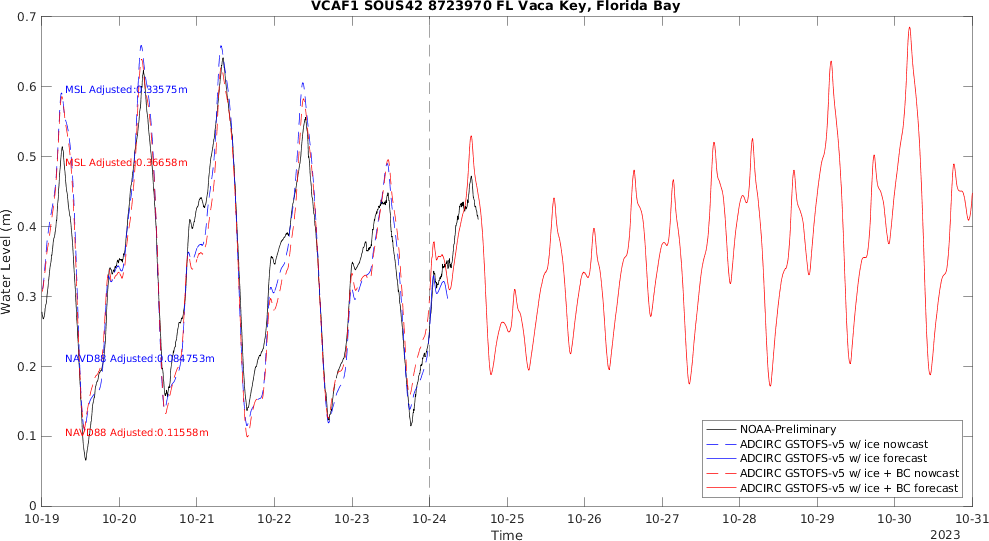 VCAF1 SOUS42 8723970 FL Vaca Key, Florida Bay
0.7
0.6
0.5
0.4
0.3
0.2
0.1
0
Water Level (m)
MSL Adjusted:0.33575m
MSL Adjusted:0.36658m
NAVD88 Adjusted:0.084753m
NAVD88 Adjusted:0.11558m
NOAA-Preliminary
ADCIRC GSTOFS-v5 w/ ice nowcast
ADCIRC GSTOFS-v5 w/ ice forecast
ADCIRC GSTOFS-v5 w/ ice + BC nowcast
ADCIRC GSTOFS-v5 w/ ice + BC forecast
10-19 10-20 10-21 10-22 10-23 10-24 10-25 10-26 10-27 10-28 10-29 10-30 10-31
Time
2023